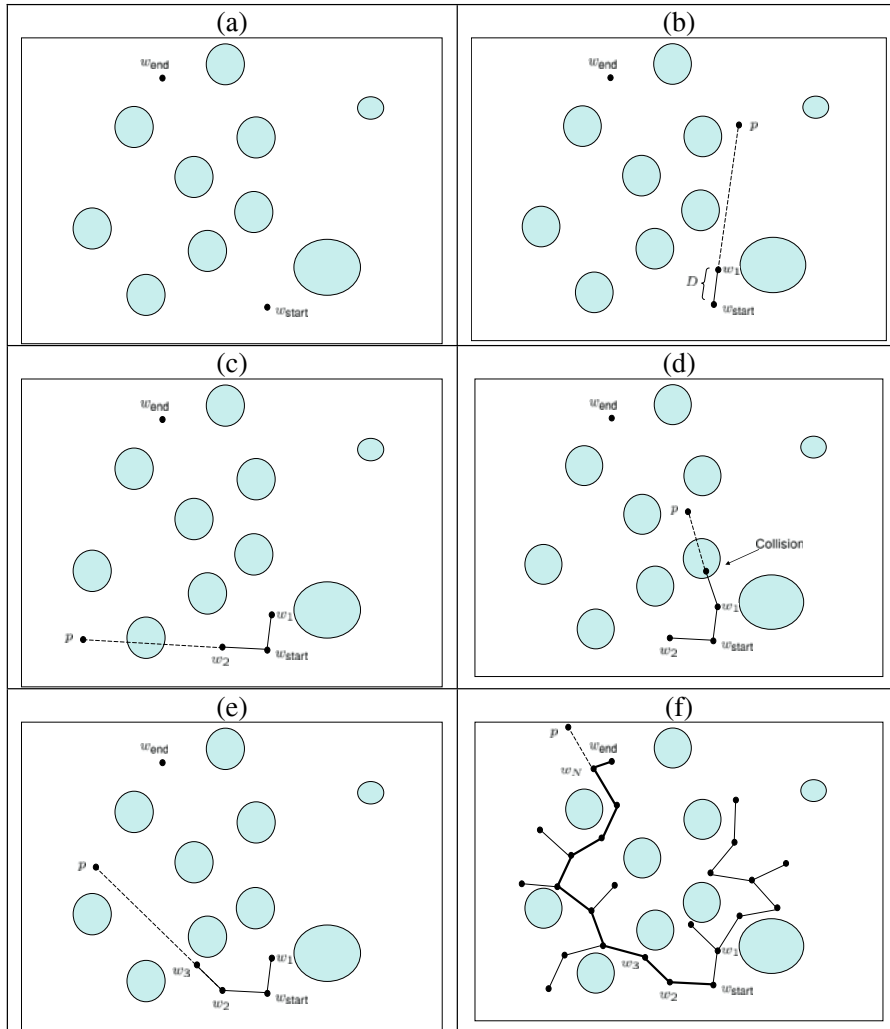 (a)
w_end
w_start
(b)
w_end
p
D
w_1
w_start
(c)
w_end
p
w_1
w_2
w_start
(d)
w_end
p
Collision
w_1
w_2
w_start
(e)
w_end
p
w_3
w_1
w_2
w_start
(f)
p
w_end
w_N
w_1
w_3
w_2
w_start